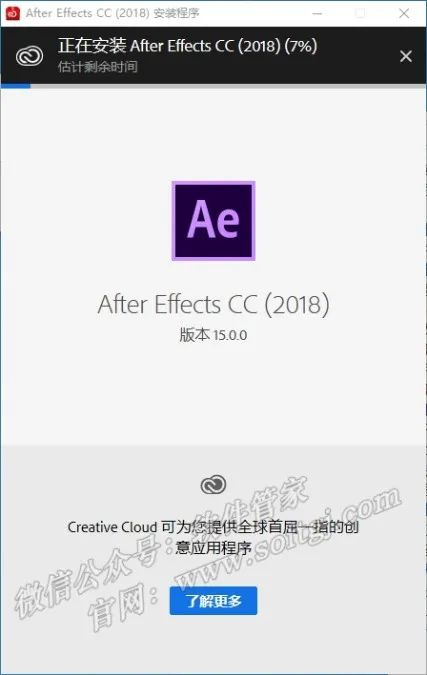 After Effects CC (2018) 安装程序
正在安装 After Effects CC (2018) (7%)
估计剩余时间
Ae
After Effects CC (2018)
版本 15.0.0
Creative Cloud 可为您提供全球首屈一指的创
意应用程序
了解更多
微信公众号：软件管家
官网：www.softgj.com